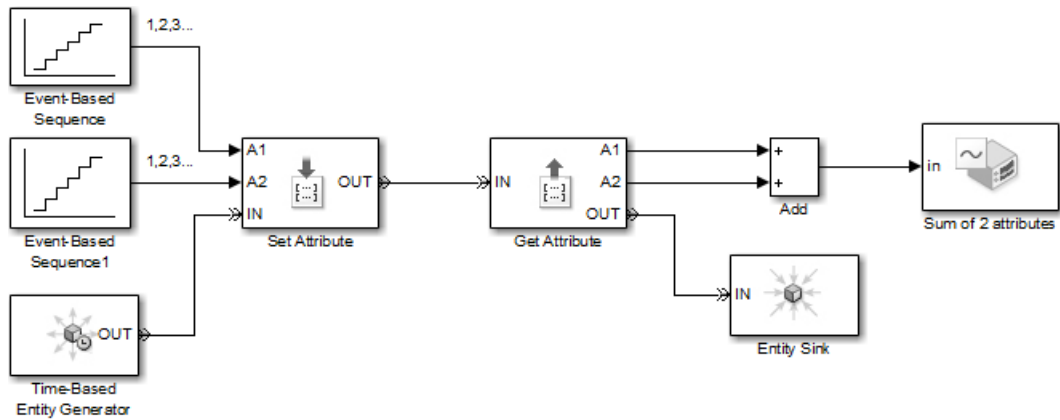 1,2,3...
Event-Based
Sequence
1,2,3...
A1
A2
IN
OUT
Set Attribute
IN
A1
A2
OUT
Get Attribute
+
+
Add
in
Sum of 2 attributes
Event-Based
Sequence1
OUT
Time-Based
Entity Generator
IN
Entity Sink